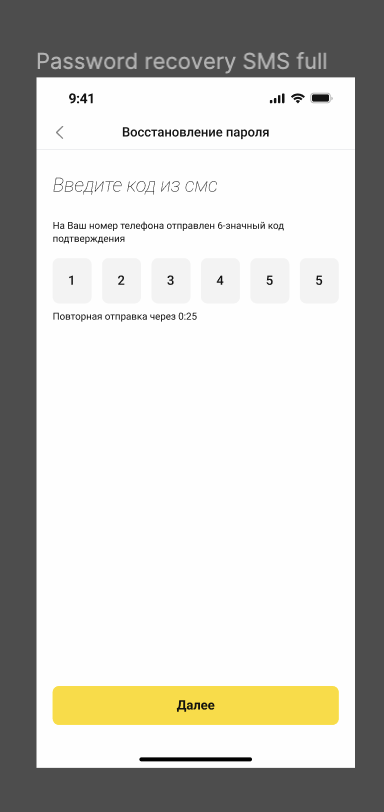 Password recovery SMS full
9:41
Восстановление пароля
Введите код из смс
На Ваш номер телефона отправлен 6-значный код
подтверждения
1 2 3 4 5 5
Повторная отправка через 0:25
Далее